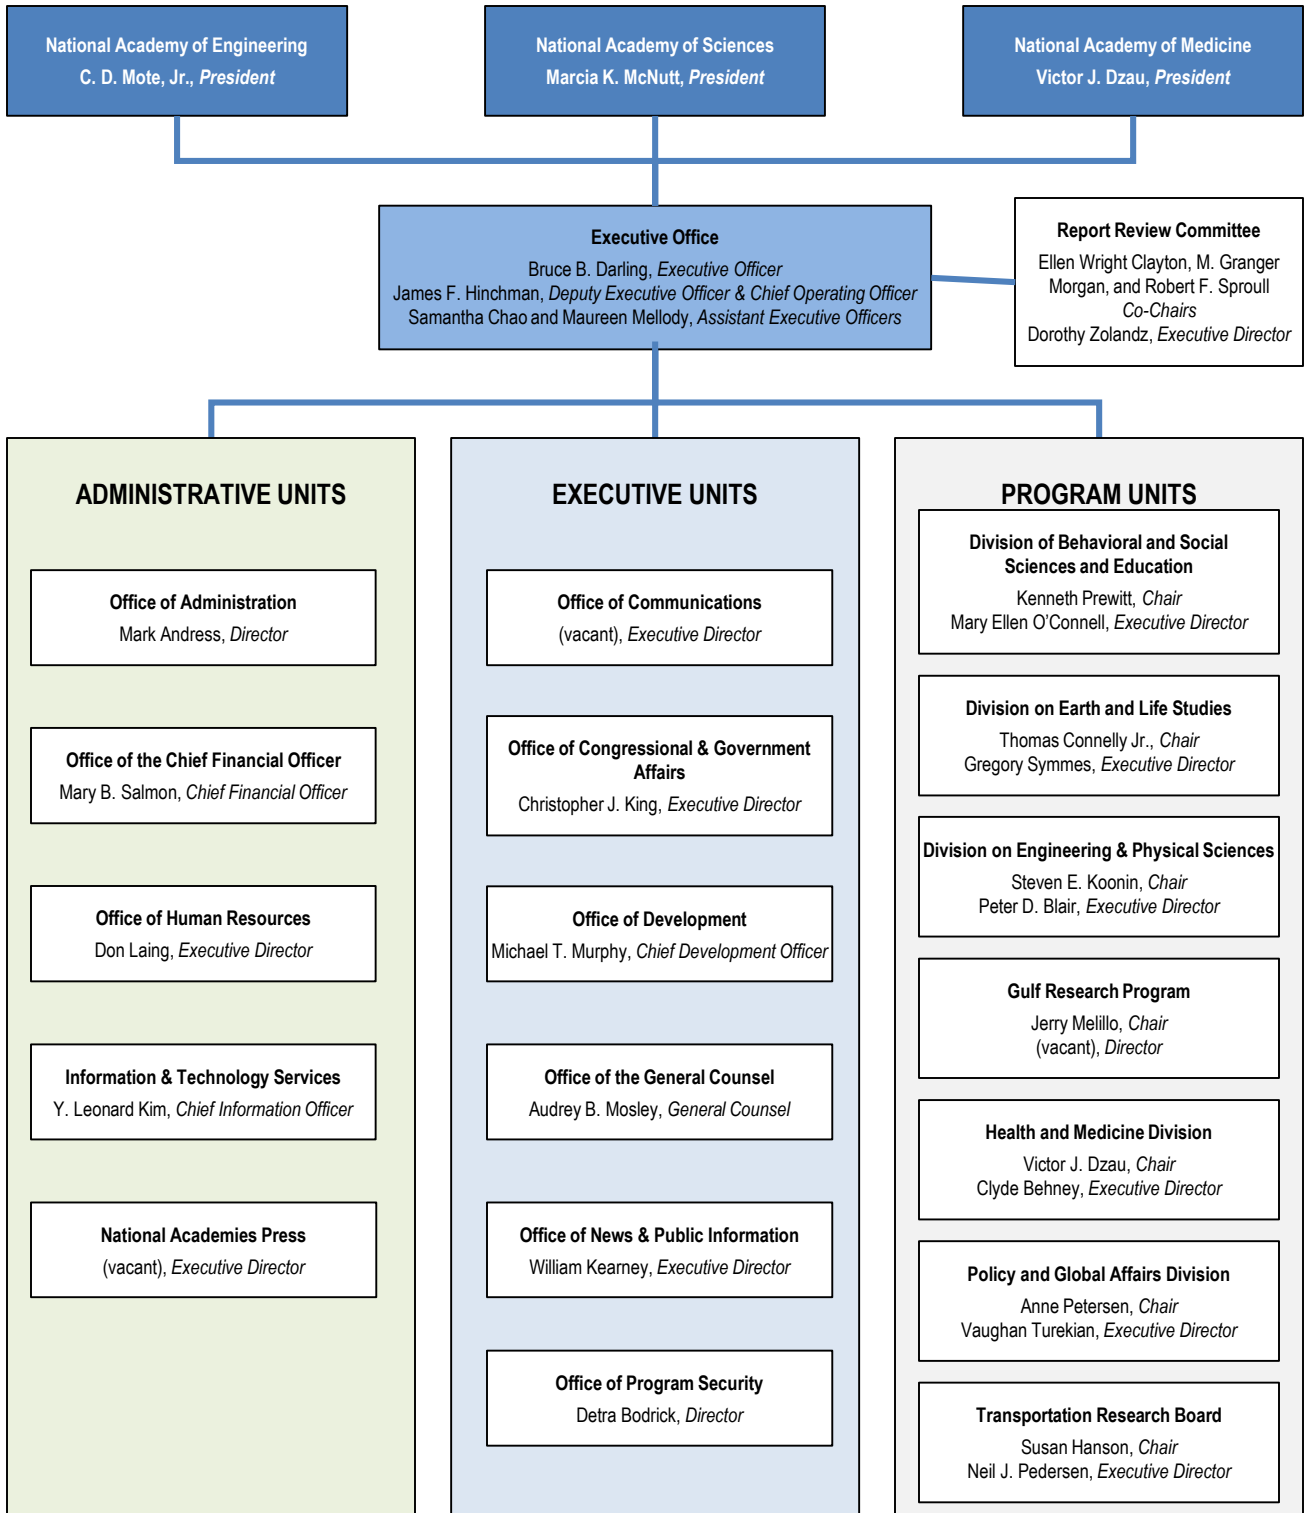 National Academy of Engineering
C. D. Mote, Jr., President
National Academy of Sciences
Marcia K. McNutt, President
National Academy of Medicine
Victor J. Dzau, President
Executive Office
Bruce B. Darling, Executive Officer
James F. Hinchman, Deputy Executive Officer & Chief Operating Officer
Samantha Chao and Maureen Mellody, Assistant Executive Officers
Report Review Committee
Ellen Wright Clayton, M. Granger
Morgan, and Robert F. Sproull
Co-Chairs
Dorothy Zolandz, Executive Director
ADMINISTRATIVE UNITS
Office of Administration
Mark Andress, Director
Office of the Chief Financial Officer
Mary B. Salmon, Chief Financial Officer
Office of Human Resources
Don Laing, Executive Director
Information & Technology Services
Y. Leonard Kim, Chief Information Officer
National Academies Press
(vacant), Executive Director
EXECUTIVE UNITS
Office of Communications
(vacant), Executive Director
Office of Congressional & Government
Affairs
Christopher J. King, Executive Director
Office of Development
Michael T. Murphy, Chief Development Officer
Office of the General Counsel
Audrey B. Mosley, General Counsel
Office of News & Public Information
William Kearney, Executive Director
Office of Program Security
Detra Bodrick, Director
PROGRAM UNITS
Division of Behavioral and Social
Sciences and Education
Kenneth Prewitt, Chair
Mary Ellen O’Connell, Executive Director
Division on Earth and Life Studies
Thomas Connelly Jr., Chair
Gregory Symmes, Executive Director
Division on Engineering & Physical Sciences
Steven E. Koonin, Chair
Peter D. Blair, Executive Director
Gulf Research Program
Jerry Melillo, Chair
(vacant), Director
Health and Medicine Division
Victor J. Dzau, Chair
Clyde Behney, Executive Director
Policy and Global Affairs Division
Anne Petersen, Chair
Vaughan Turekian, Executive Director
Transportation Research Board
Susan Hanson, Chair
Neil J. Pedersen, Executive Director